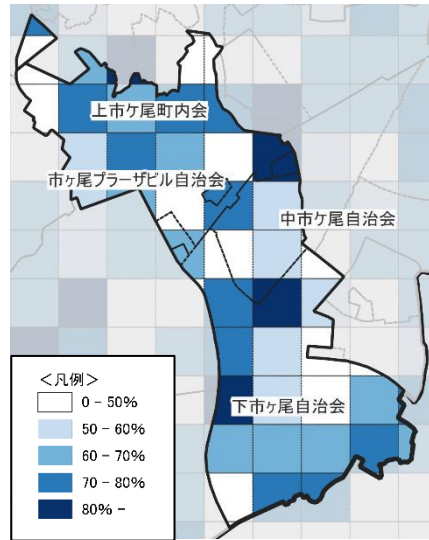 上市ケ尾町内会
市ヶ尾プラーザビル自治会
中市ケ尾自治会
下市ヶ尾自治会
<凡例>
0 - 50%
50 - 60%
60 - 70%
70 - 80%
80% -